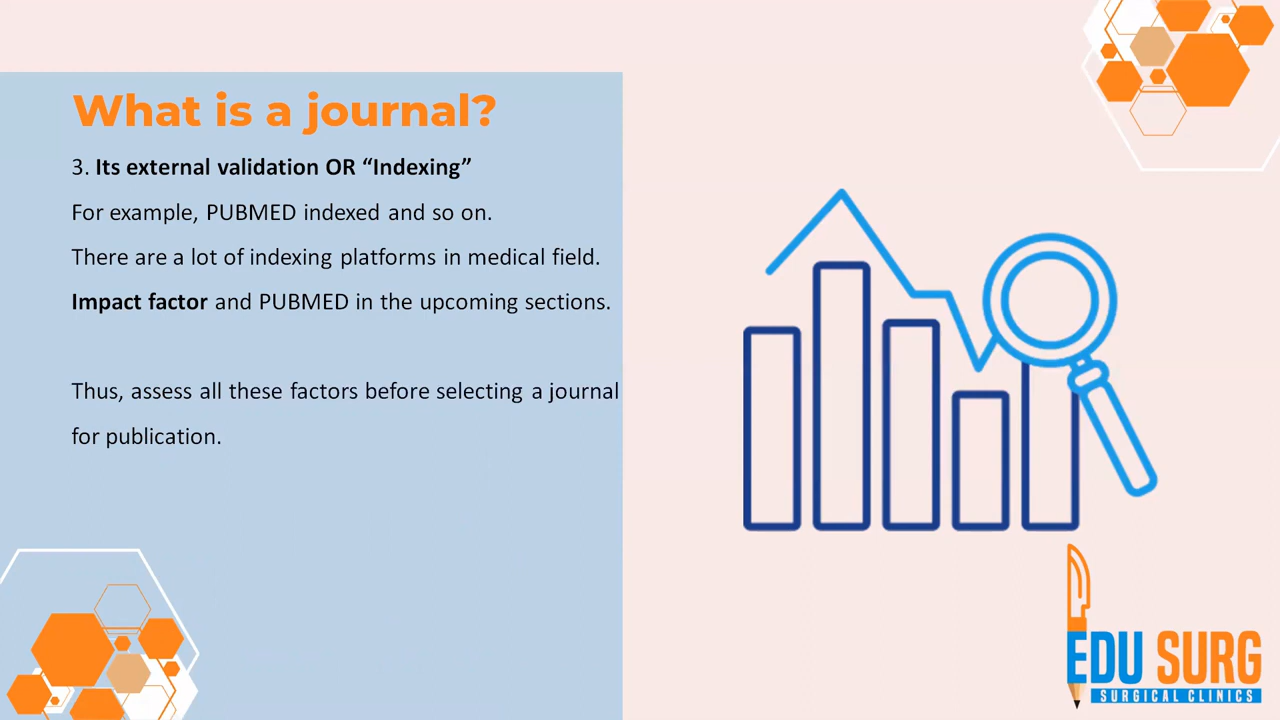 What is a journal?
3. Its external validation OR “Indexing”
For example, PUBMED indexed and so on.
There are a lot of indexing platforms in medical field.
Impact factor and PUBMED in the upcoming sections.
Thus, assess all these factors before selecting a journal
for publication.
EDU SURG
SURGICAL CLINICS